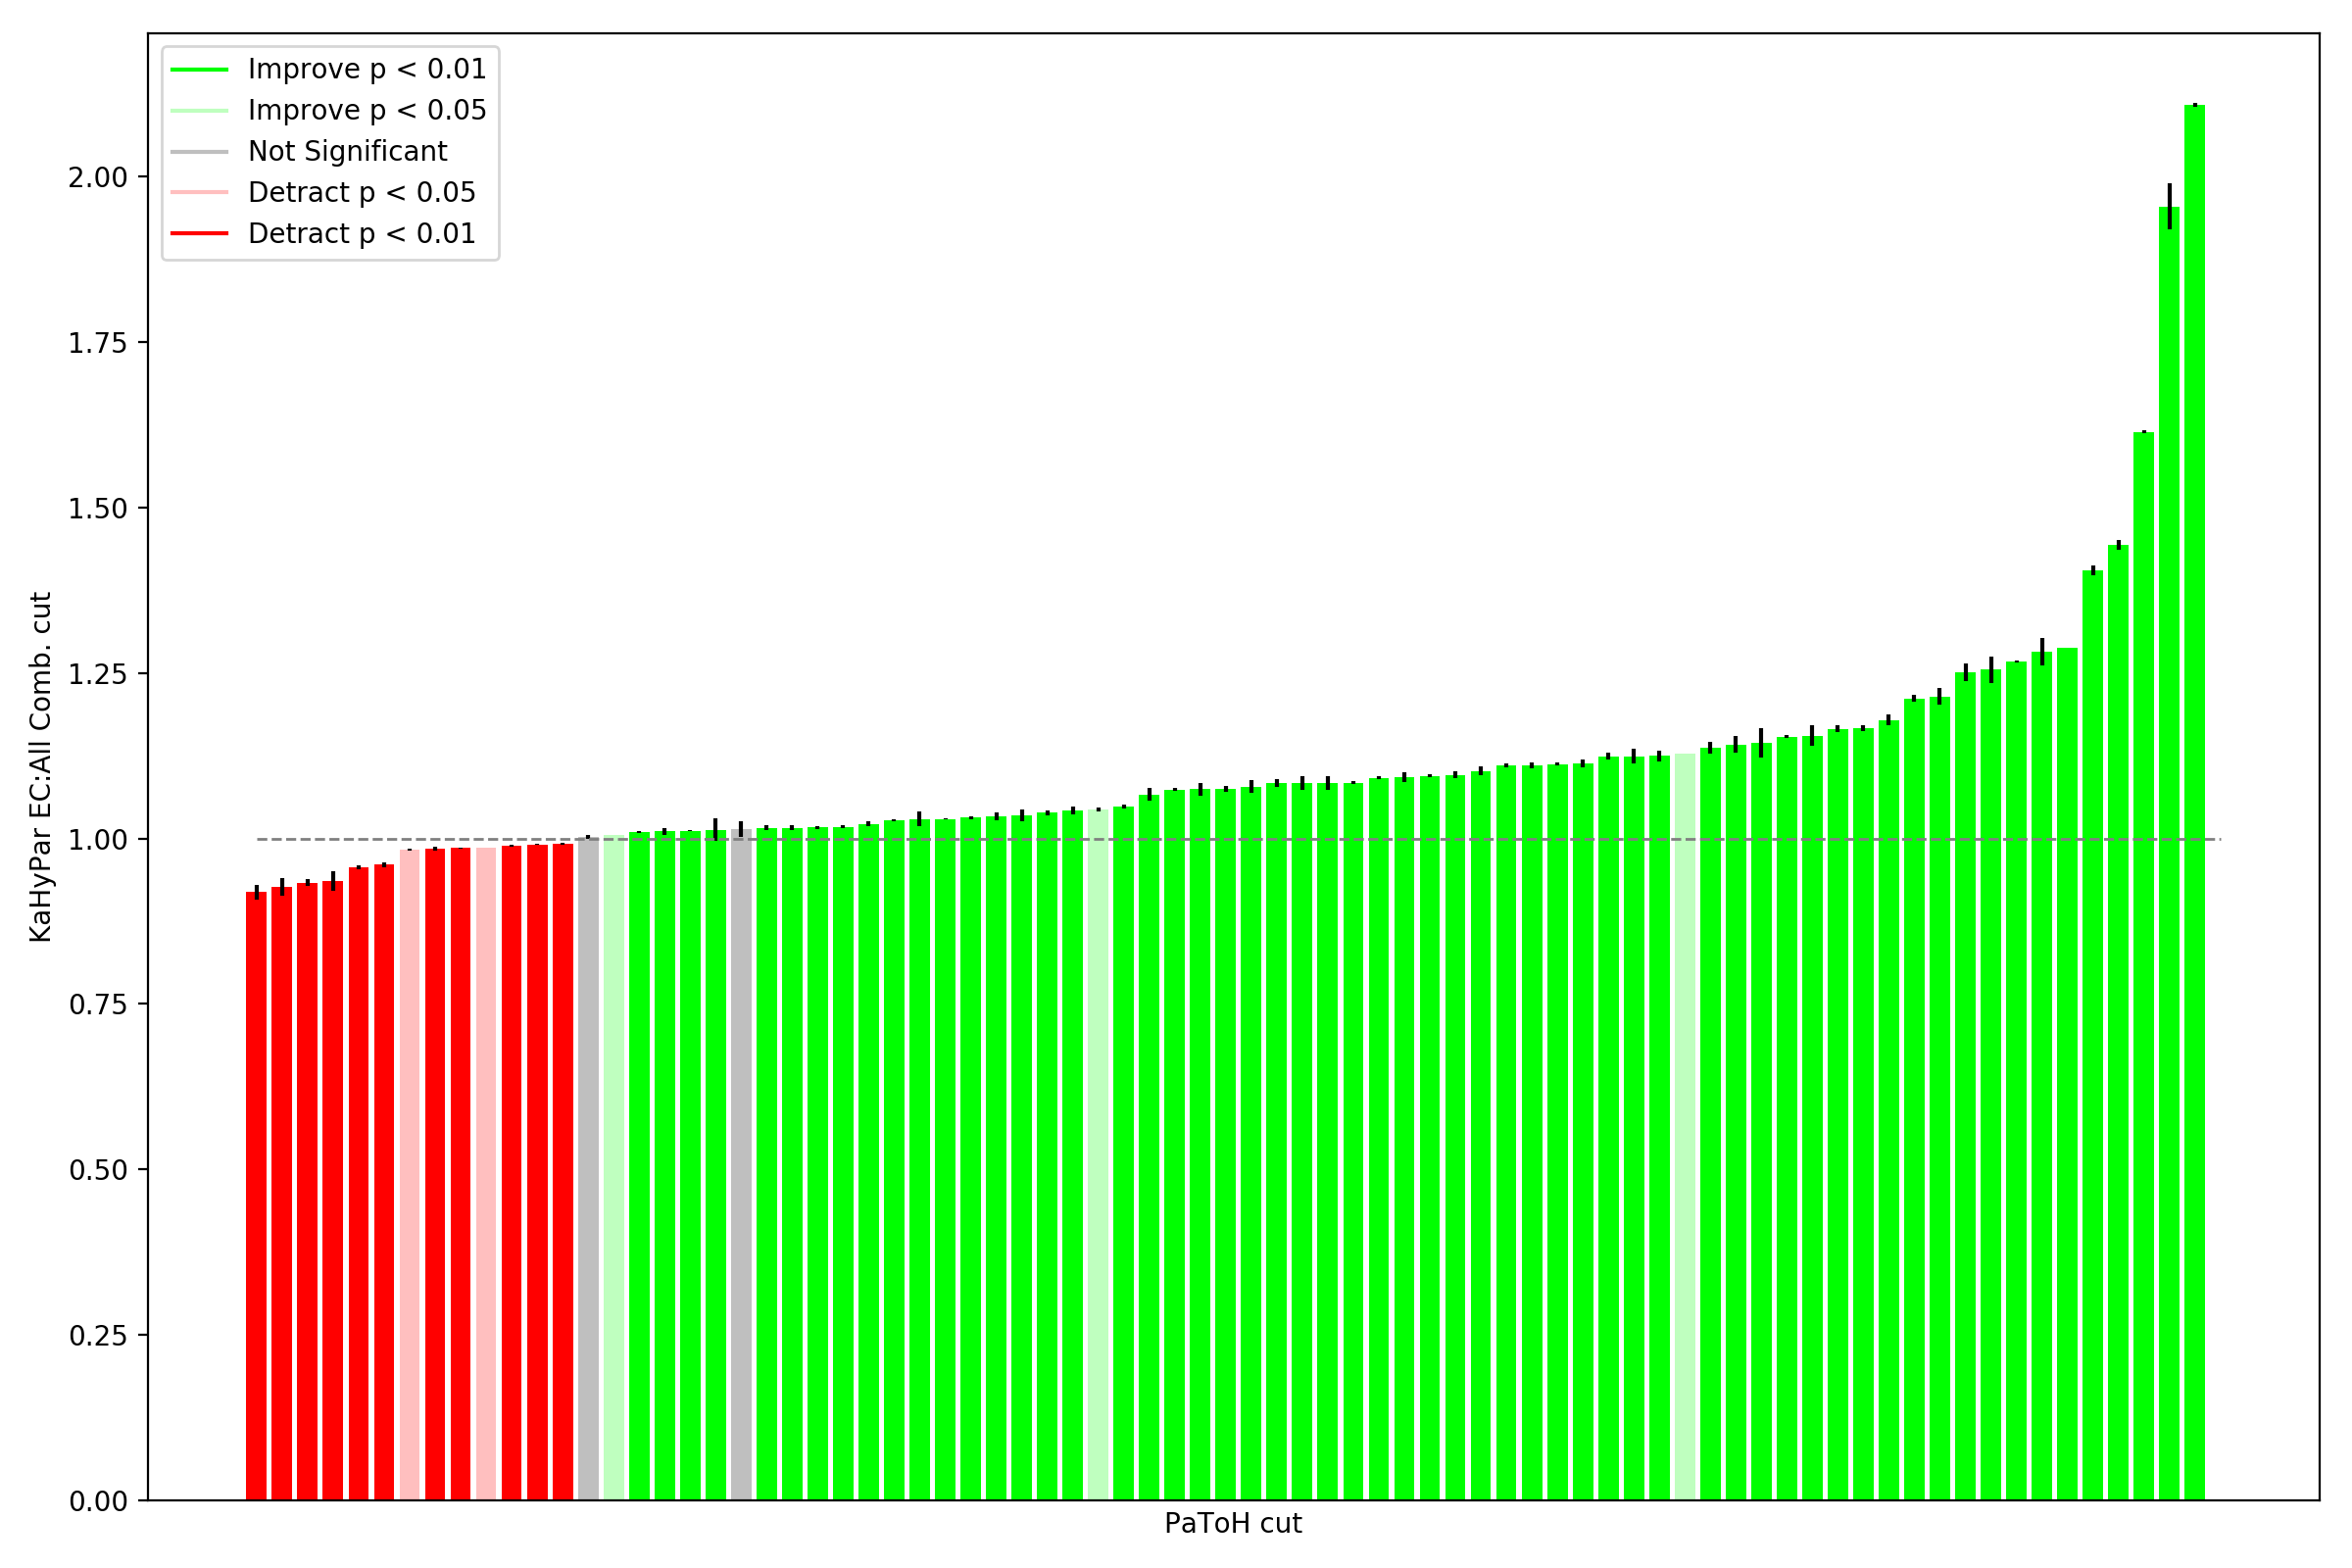 Improve p < 0.01
Improve p < 0.05
Not Significant
Detract p < 0.05
Detract p < 0.01
2.00
1.75
1.50
1.25
1.00
0.75
0.50
0.25
0.00
KaHyPar EC:All Comb. cut
PaToH cut